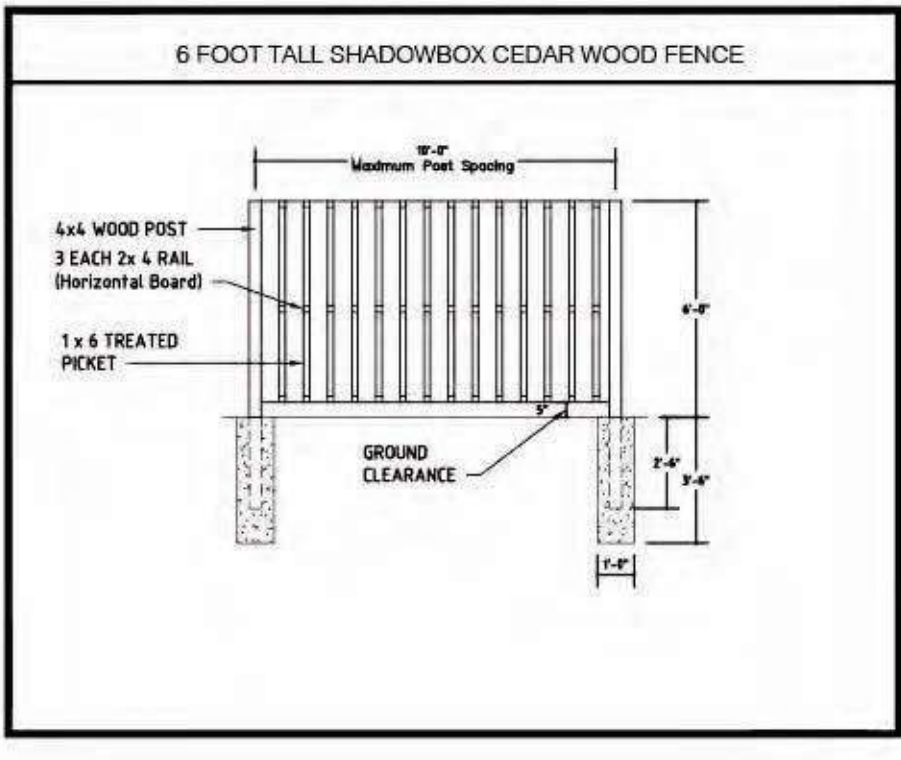 6 FOOT TALL SHADOWBOX CEDAR WOOD FENCE
10'-0"
Maximum Post Spacing
4x4 WOOD POST
3 EACH 2x 4 RAIL
(Horizontal Board)
6'-0"
1 x 6 TREATED
PICKET
5"
GROUND
CLEARANCE
2'-6"
3'-6"
1'-0"